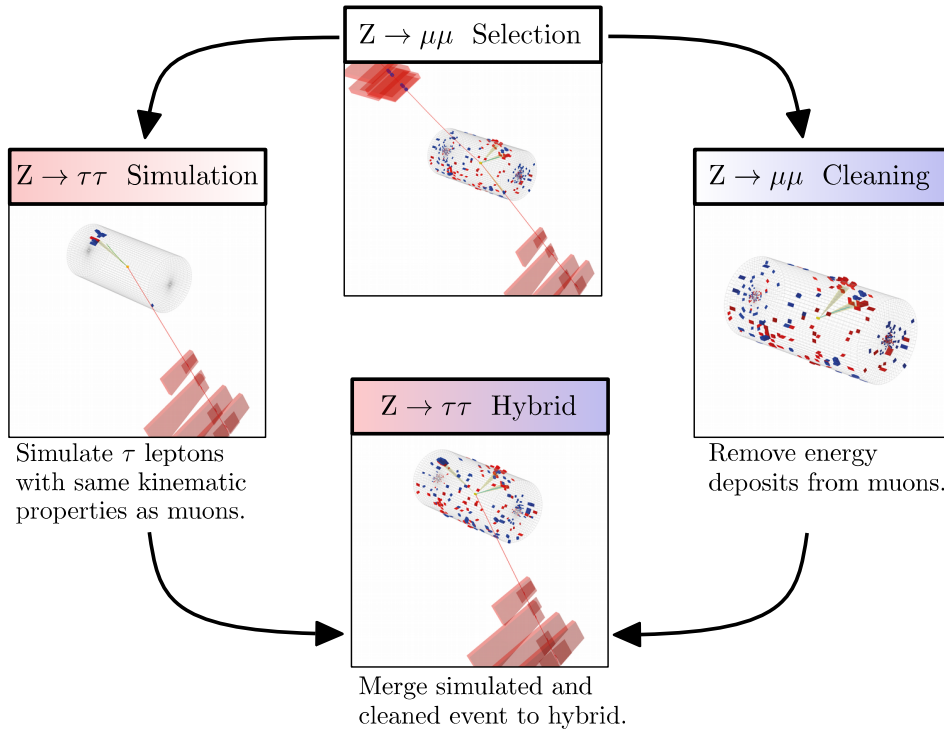 Z → μμ Selection
Z → ττ Simulation
Z → μμ Cleaning
Simulate τ leptons
with same kinematic
properties as muons.
Remove energy
deposits from muons.
Z → ττ Hybrid
Merge simulated and
cleaned event to hybrid.